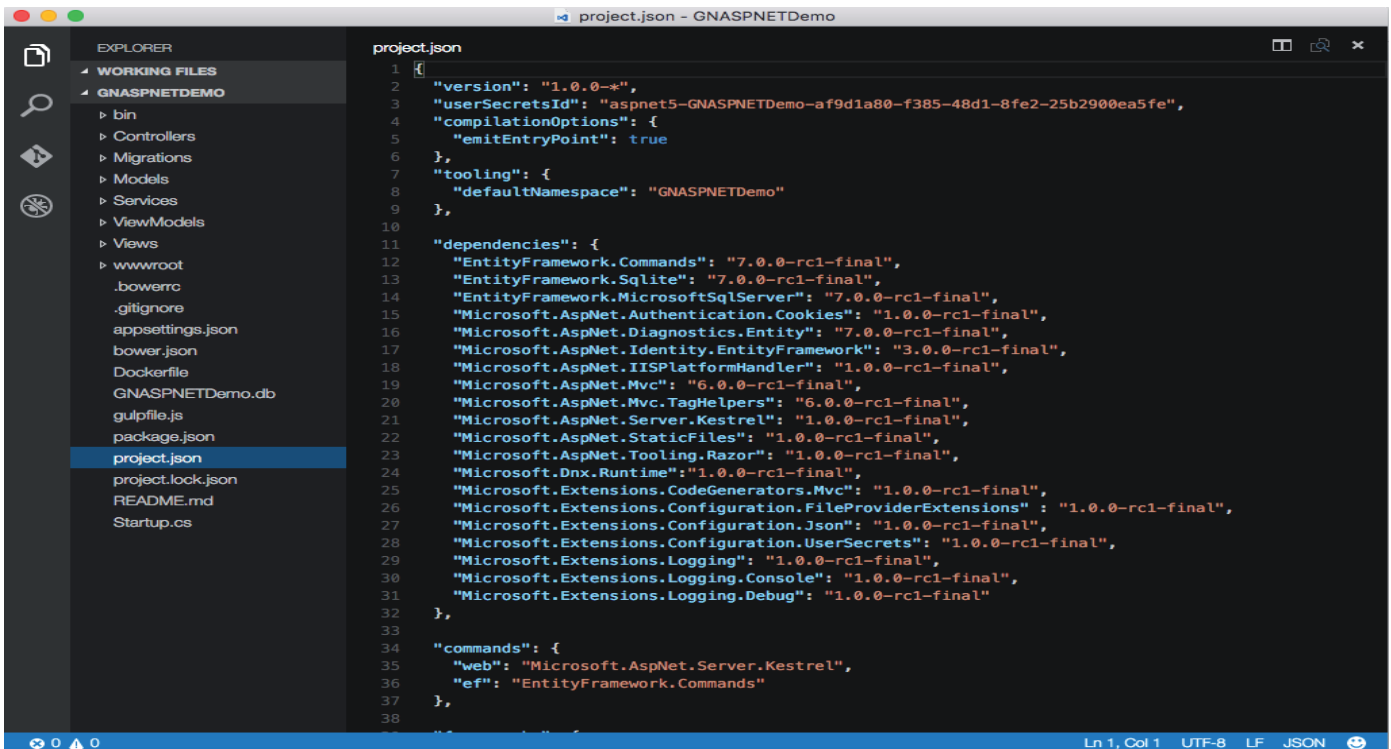 project.json - GNASPNETDemo
EXPLORER
WORKING FILES
GNASPNETDEMO
bin
Controllers
Migrations
Models
Services
ViewModels
Views
wwwroot
.bowerrc
.gitignore
appsettings.json
bower.json
Dockerfile
GNASPNETDemo.db
gulpfile.js
package.json
project.json
project.lock.json
README.md
Startup.cs
project.json
1 {
2 "version": "1.0.0-*",
3 "userSecretsId": "aspnet5-GNASPNETDemo-af9d1a80-f385-48d1-8fe2-25b2900ea5fe",
4 "compilationOptions": {
5 "emitEntryPoint": true
6 },
7 "tooling": {
8 "defaultNamespace": "GNASPNETDemo"
9 },
10
11 "dependencies": {
12 "EntityFramework.Commands": "7.0.0-rc1-final",
13 "EntityFramework.Sqlite": "7.0.0-rc1-final",
14 "EntityFramework.MicrosoftSqlServer": "7.0.0-rc1-final",
15 "Microsoft.AspNet.Authentication.Cookies": "1.0.0-rc1-final",
16 "Microsoft.AspNet.Diagnostics.Entity": "7.0.0-rc1-final",
17 "Microsoft.AspNet.Identity.EntityFramework": "3.0.0-rc1-final",
18 "Microsoft.AspNet.IISPlatformHandler": "1.0.0-rc1-final",
19 "Microsoft.AspNet.Mvc": "6.0.0-rc1-final",
20 "Microsoft.AspNet.Mvc.TagHelpers": "6.0.0-rc1-final",
21 "Microsoft.AspNet.Server.Kestrel": "1.0.0-rc1-final",
22 "Microsoft.AspNet.StaticFiles": "1.0.0-rc1-final",
23 "Microsoft.AspNet.Tooling.Razor": "1.0.0-rc1-final",
24 "Microsoft.Dnx.Runtime":"1.0.0-rc1-final",
25 "Microsoft.Extensions.CodeGenerators.Mvc": "1.0.0-rc1-final",
26 "Microsoft.Extensions.Configuration.FileProviderExtensions" : "1.0.0-rc1-final",
27 "Microsoft.Extensions.Configuration.Json": "1.0.0-rc1-final",
28 "Microsoft.Extensions.Configuration.UserSecrets": "1.0.0-rc1-final",
29 "Microsoft.Extensions.Logging": "1.0.0-rc1-final",
30 "Microsoft.Extensions.Logging.Console": "1.0.0-rc1-final",
31 "Microsoft.Extensions.Logging.Debug": "1.0.0-rc1-final"
32 },
33
34 "commands": {
35 "web": "Microsoft.AspNet.Server.Kestrel",
36 "ef": "EntityFramework.Commands"
37 },
38
0 0
Ln 1, Col 1 UTF-8 LF JSON